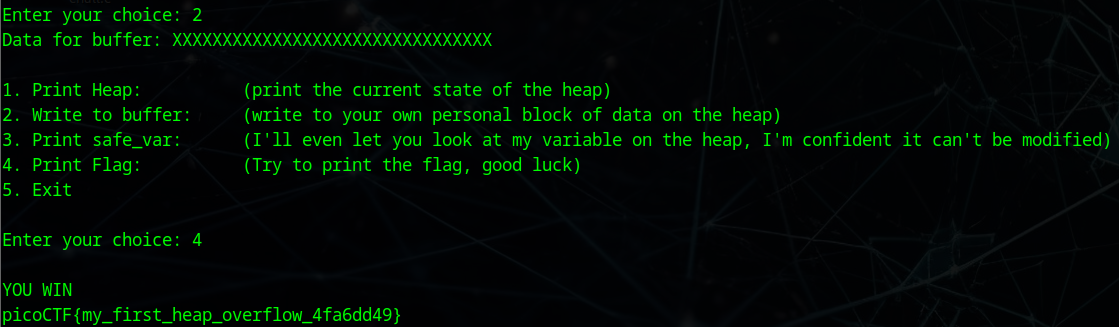 Enter your choice: 2
Data for buffer: XXXXXXXXXXXXXXXXXXXXXXXXXXXXXXXX
1. Print Heap: (print the current state of the heap)
2. Write to buffer: (write to your own personal block of data on the heap)
3. Print safe_var: (I'll even let you look at my variable on the heap, I'm confident it can't be modified)
4. Print Flag: (Try to print the flag, good luck)
5. Exit
Enter your choice: 4
YOU WIN
picoCTF{my_first_heap_overflow_4fa6dd49}